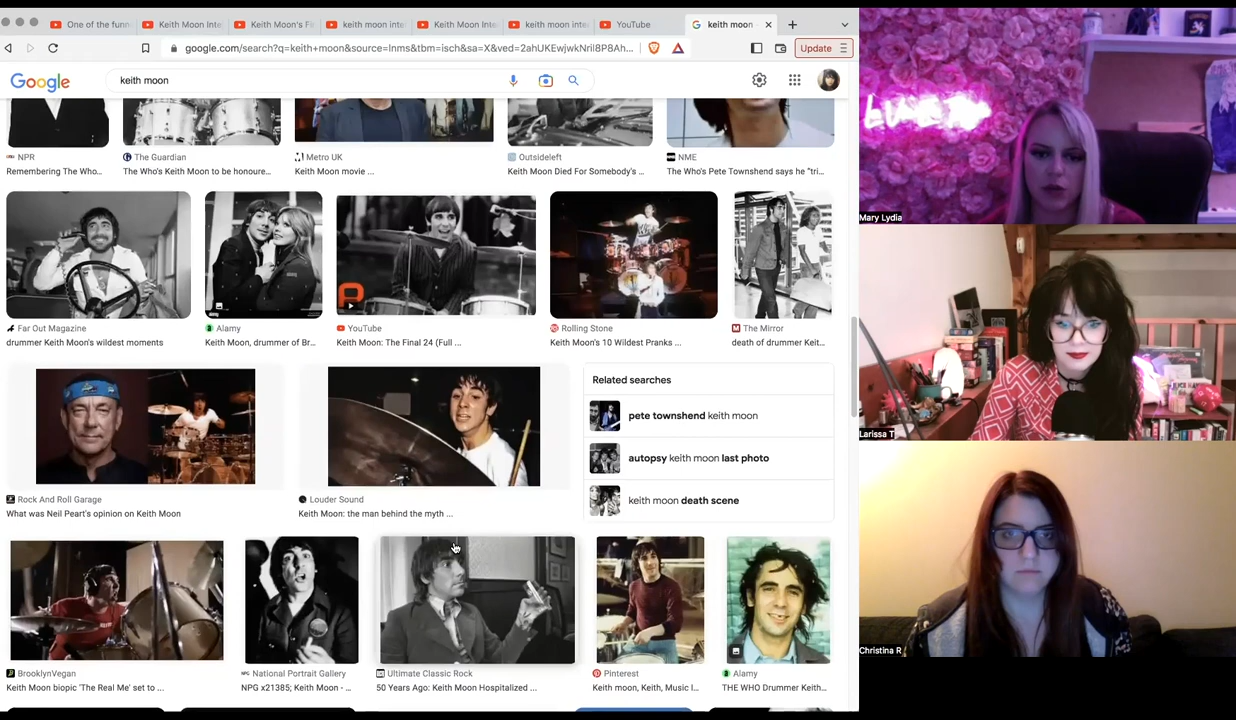 One of the funn
Keith Moon Inte
Keith Moon's Fi
keith moon inte
Keith Moon Inte
keith moon inte
YouTube
keith moon
google.com/search?q=keith+moon&source=lnms&tbm=isch&sa=X&ved=2ahUKEwjwkNril8P8Ah...
Update
Google
keith moon
NPR
The Guardian
Metro UK
Outsideleft
NME
Remembering The Who...
The Who's Keith Moon to be honoure...
Keith Moon movie ...
Keith Moon Died For Somebody's ...
The Who's Pete Townshend says he "tri...
Far Out Magazine
Alamy
YouTube
Rolling Stone
The Mirror
drummer Keith Moon's wildest moments
Keith Moon, drummer of Br...
Keith Moon: The Final 24 (Full ...
Keith Moon's 10 Wildest Pranks ...
death of drummer Keit...
Related searches
pete townshend keith moon
autopsy keith moon last photo
keith moon death scene
Rock And Roll Garage
Louder Sound
What was Neil Peart's opinion on Keith Moon
Keith Moon: the man behind the myth ...
BrooklynVegan
National Portrait Gallery
Ultimate Classic Rock
Pinterest
Alamy
Keith Moon biopic 'The Real Me' set to ...
NPG x21385; Keith Moon - ...
50 Years Ago: Keith Moon Hospitalized ...
Keith moon, Keith, Music I...
THE WHO Drummer Keith...
Mary Lydia
Larissa T
Christina R